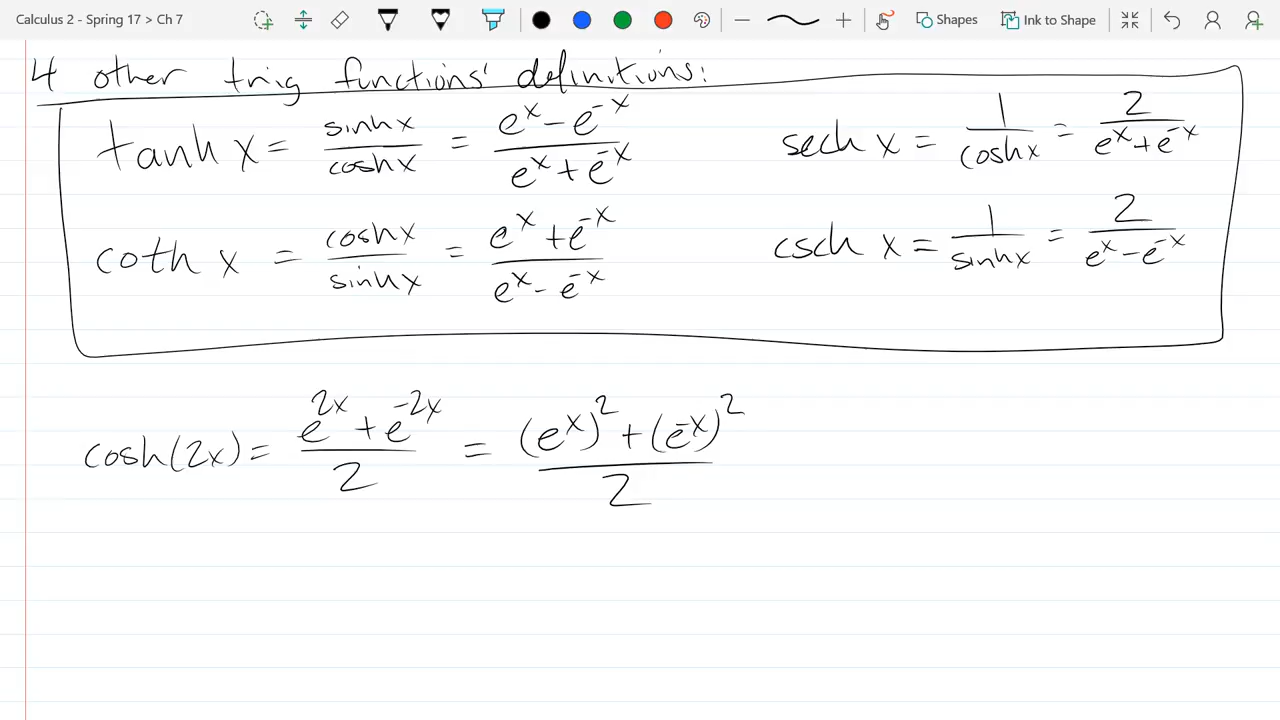 Calculus 2 - Spring 17 > Ch 7
Shapes
Ink to Shape
4 other trig functions' definitions:
tanh x = sinh x / cosh x = (e^x - e^-x) / (e^x + e^-x)
sech x = 1 / cosh x = 2 / (e^x + e^-x)
coth x = cosh x / sinh x = (e^x + e^-x) / (e^x - e^-x)
csch x = 1 / sinh x = 2 / (e^x - e^-x)
cosh(2x) = (e^2x + e^-2x) / 2 = ((e^x)^2 + (e^-x)^2) / 2